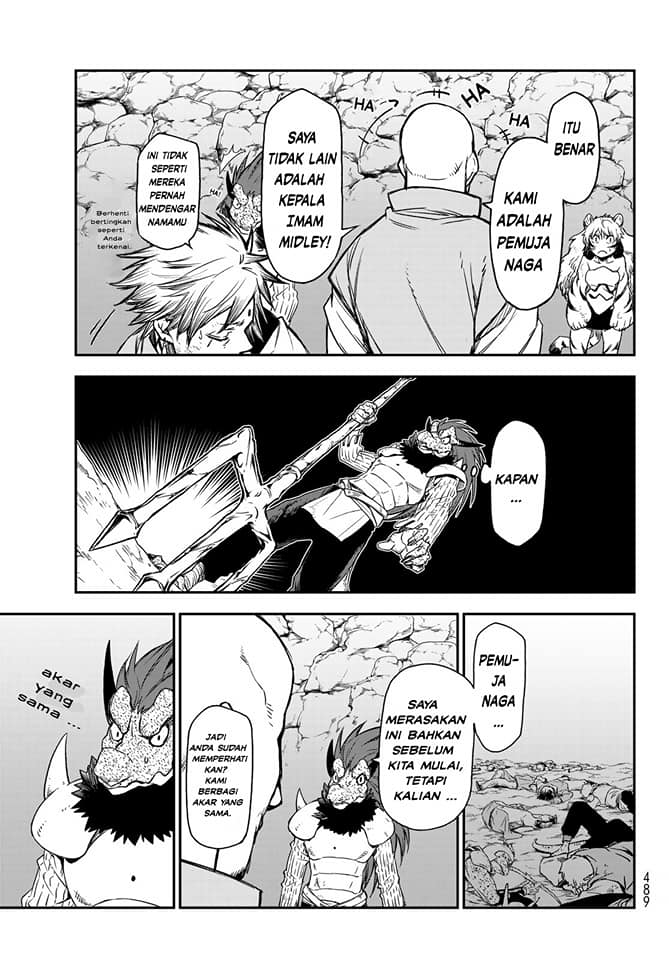 ITU
BENAR
KAMI
ADALAH
PEMUJA
NAGA
HA
HA
HA
HA
SAYA
TIDAK LAIN
ADALAH
KEPALA
IMAM
MIDLEY!
INI TIDAK
SEPERTI
MEREKA
PERNAH
MENDENGAR
NAMAMU
Berhenti
bertingkah
seperti
Anda
terkenal.
KAPAN
...
PEMU-
JA
NAGA ...
SAYA
MERASAKAN
INI BAHKAN
SEBELUM
KITA MULAI,
TETAPI
KALIAN ...
JADI
ANDA SUDAH
MEMPERHATI
KAN?
KAMI
BERBAGI
AKAR YANG
SAMA.
akar
yang
sama ...
489